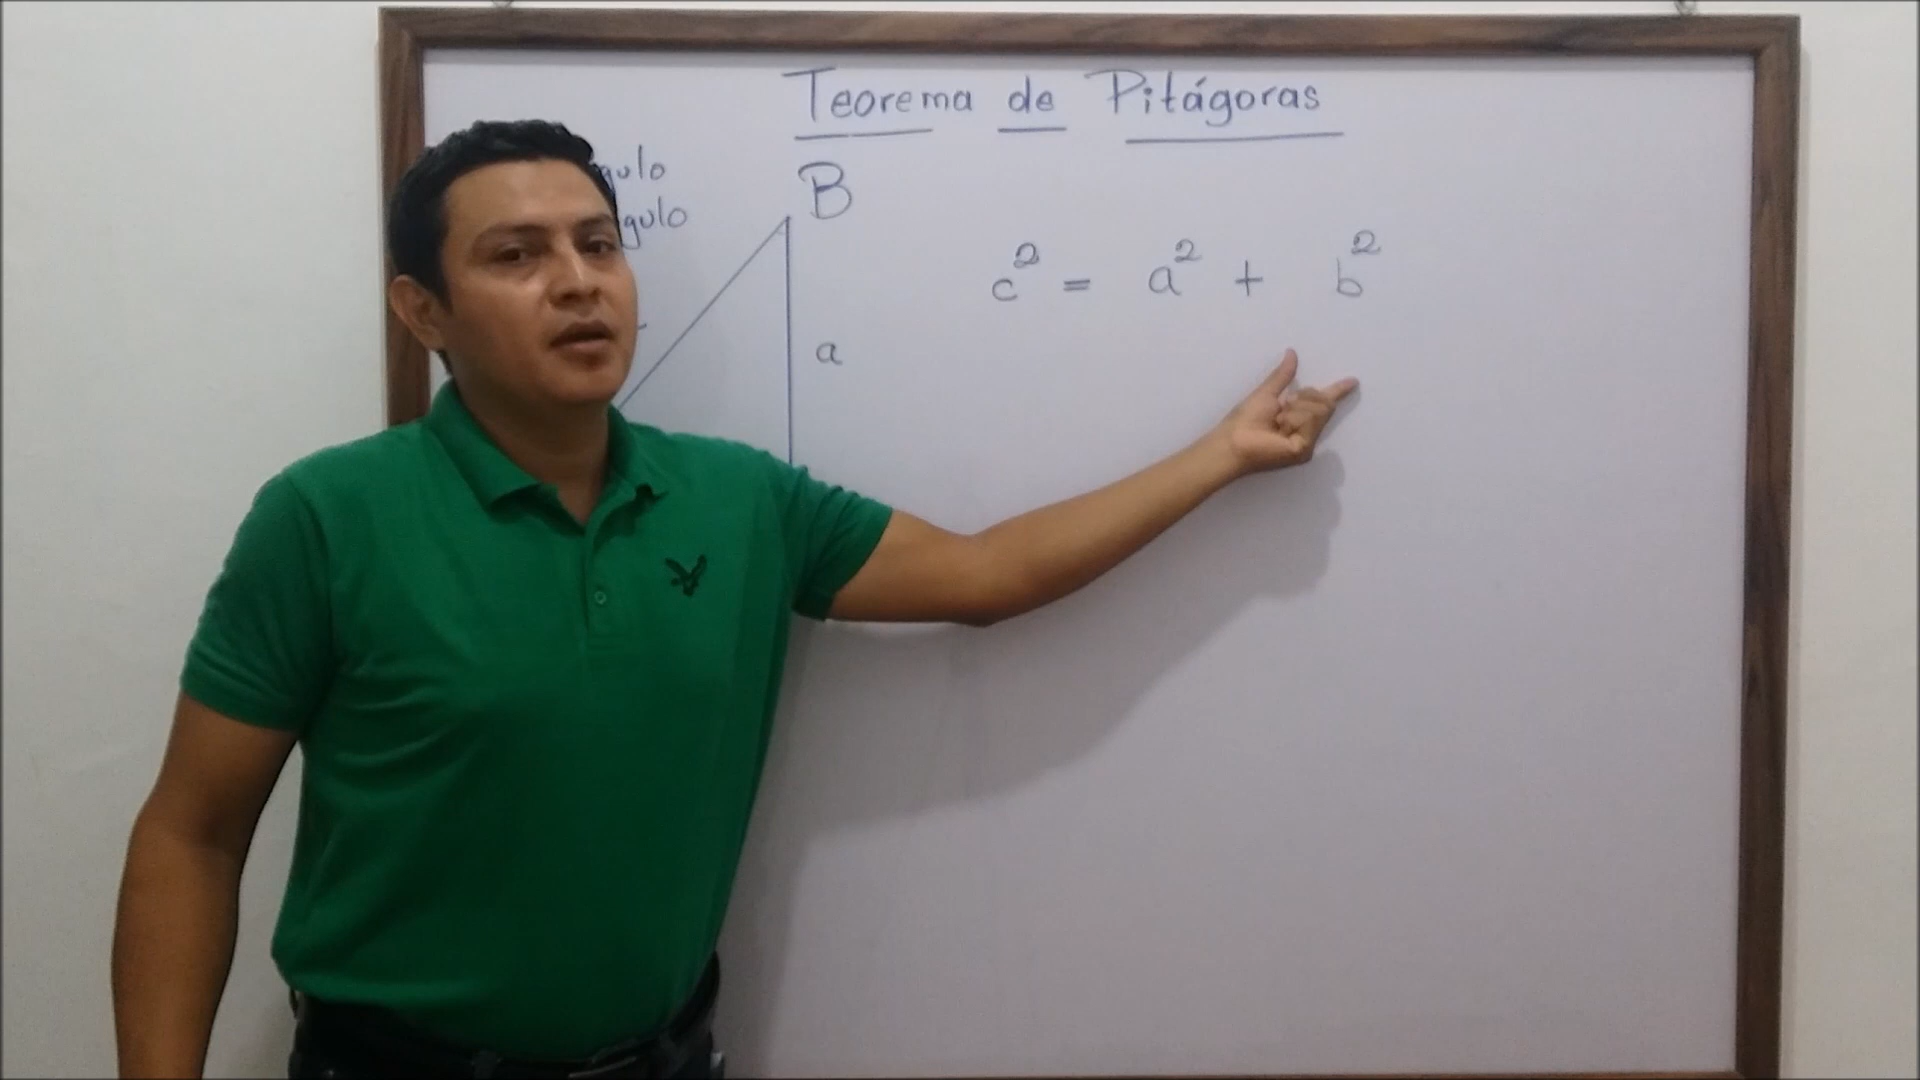 Teorema de Pitágoras
B
c² = a² + b²
a